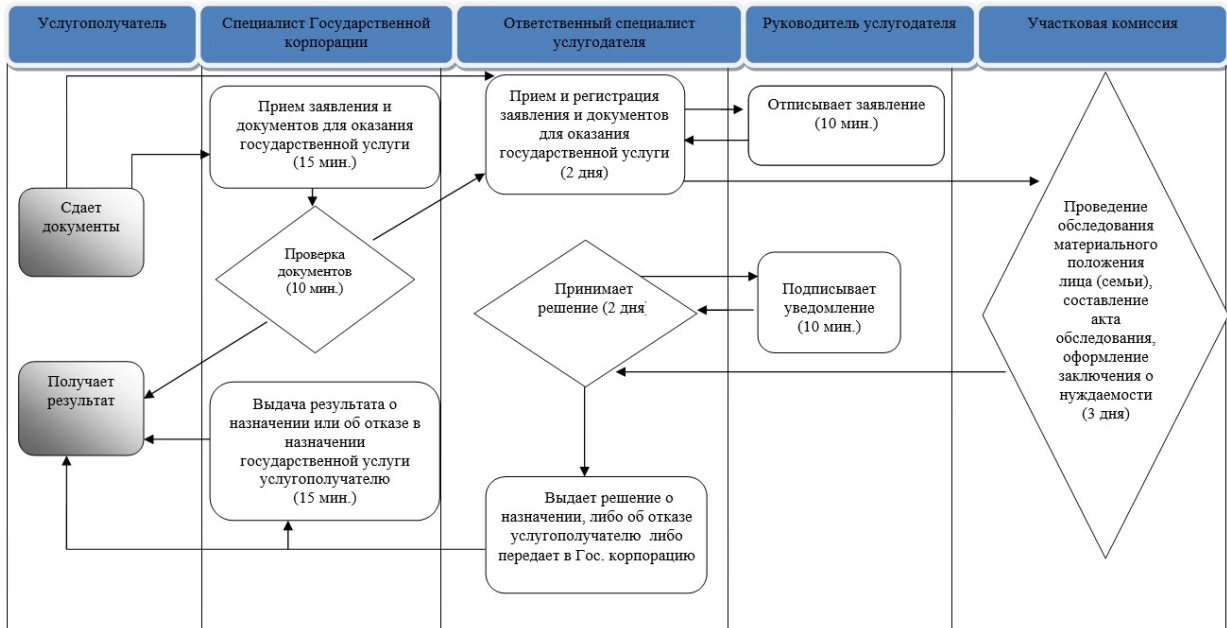 Услугополучатель
Специалист Государственной
корпорации
Ответственный специалист
услугодателя
Руководитель услугодателя
Участковая комиссия
Прием заявления и
документов для оказания
государственной услуги
(15 мин.)
Прием и регистрация
заявления и документов
для оказания
государственной услуги
(2 дня)
Отписывает заявление
(10 мин.)
Сдает
документы
Проверка
документов
(10 мин.)
Принимает
решение (2 дня)
Подписывает
уведомление
(10 мин.)
Проведение
обследования
материального
положения
лица (семьи),
составление
акта
обследования,
оформление
заключения о
нуждаемости
(3 дня)
Получает
результат
Выдача результата о
назначении или об отказе в
назначении
государственной услуги
услугополучателю
(15 мин.)
Выдает решение о
назначении, либо об отказе
услугополучателю либо
передает в Гос. корпорацию